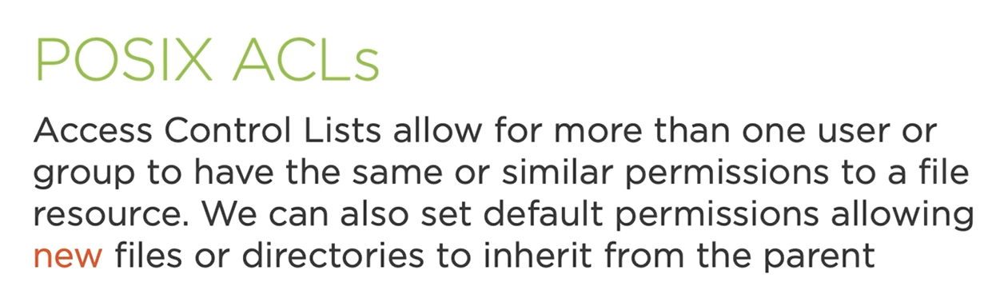 POSIX ACLs
Access Control Lists allow for more than one user or
group to have the same or similar permissions to a file
resource. We can also set default permissions allowing
new files or directories to inherit from the parent